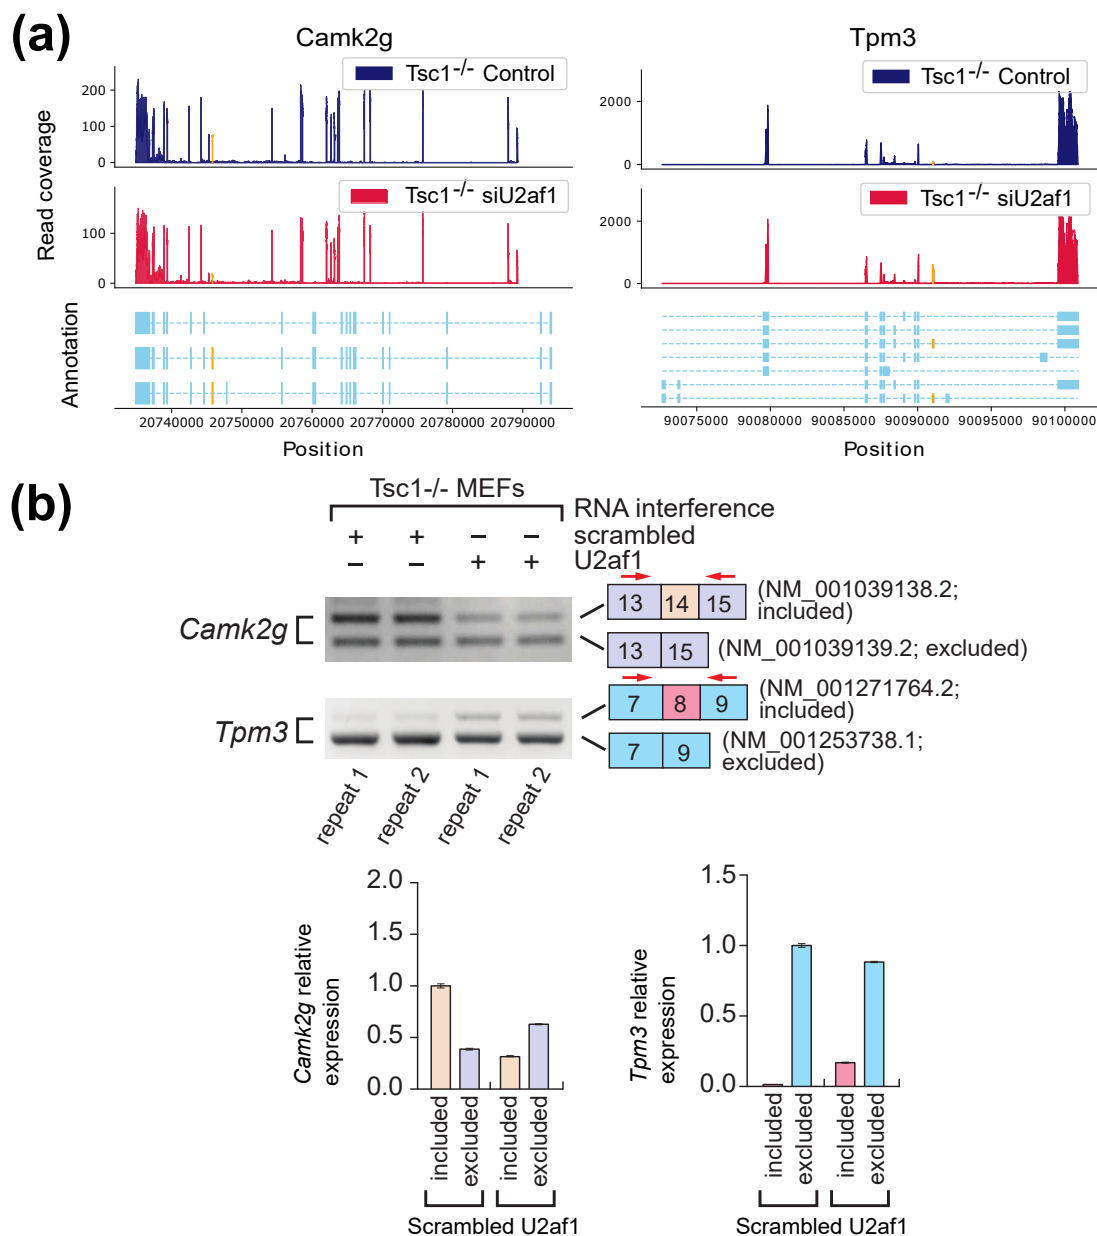 (a)
Camk2g
Tsc1-/- Control
200
100
0
Read coverage
Tsc1-/- siU2af1
100
0
Annotation
20740000 20750000 20760000 20770000 20780000 20790000
Position
Tpm3
Tsc1-/- Control
2000
0
Tsc1-/- siU2af1
2000
0
90075000 90080000 90085000 90090000 90095000 90100000
Position
(b)
Tsc1-/- MEFs
RNA interference
+ + – – scrambled
– – + + U2af1
Camk2g
13 14 15
(NM_001039138.2;
included)
13 15
(NM_001039139.2; excluded)
Tpm3
7 8 9
(NM_001271764.2;
included)
7 9
(NM_001253738.1;
excluded)
repeat 1
repeat 2
repeat 1
repeat 2
Camk2g relative
expression
2.0
1.5
1.0
0.5
0.0
included
excluded
included
excluded
Scrambled U2af1
Tpm3 relative
expression
1.5
1.0
0.5
0.0
included
excluded
included
excluded
Scrambled U2af1